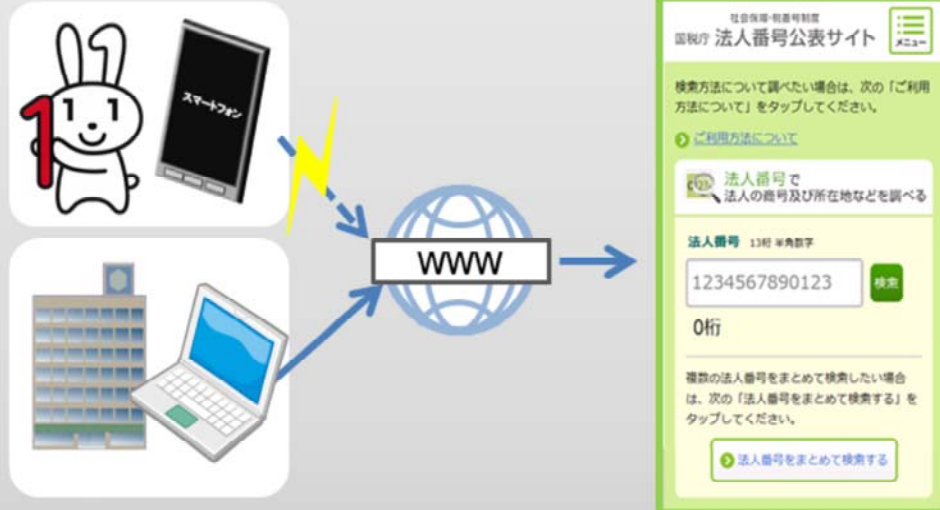 スマートフォン
WWW
社会保障・税番号制度
国税庁 法人番号公表サイト
メニュー
検索方法について調べたい場合は、次の「ご利用
方法について」をタップしてください。
ご利用方法について
法人番号で
法人の商号及び所在地などを調べる
法人番号 13桁 半角数字
1234567890123
検索
0桁
複数の法人番号をまとめて検索したい場合
は、次の「法人番号をまとめて検索する」を
タップしてください。
法人番号をまとめて検索する